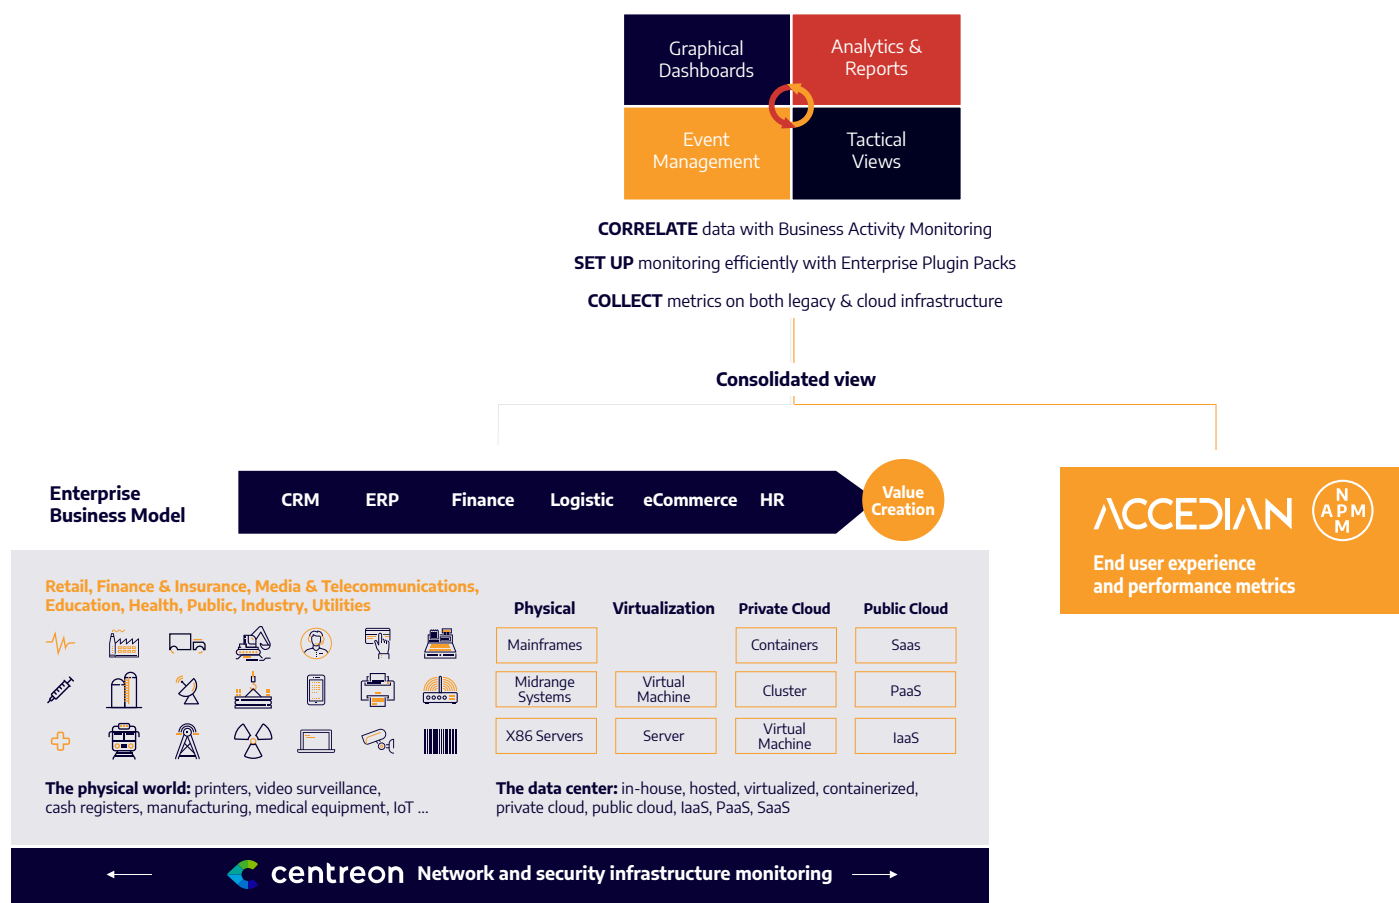 Graphical
Dashboards
Analytics &
Reports
Event
Management
Tactical
Views
CORRELATE data with Business Activity Monitoring
SET UP monitoring efficiently with Enterprise Plugin Packs
COLLECT metrics on both legacy & cloud infrastructure
Consolidated view
Enterprise
Business Model
CRM ERP Finance Logistic eCommerce HR
Value
Creation
ACCEDIAN
N
APM
M
End user experience
and performance metrics
Retail, Finance & Insurance, Media & Telecommunications,
Education, Health, Public, Industry, Utilities
Physical Virtualization Private Cloud Public Cloud
Mainframes Containers Saas
Midrange
Systems
Virtual
Machine
Cluster
PaaS
X86 Servers
Server
Virtual
Machine
IaaS
The physical world: printers, video surveillance,
cash registers, manufacturing, medical equipment, IoT ...
The data center: in-house, hosted, virtualized, containerized,
private cloud, public cloud, IaaS, PaaS, SaaS
centreon Network and security infrastructure monitoring